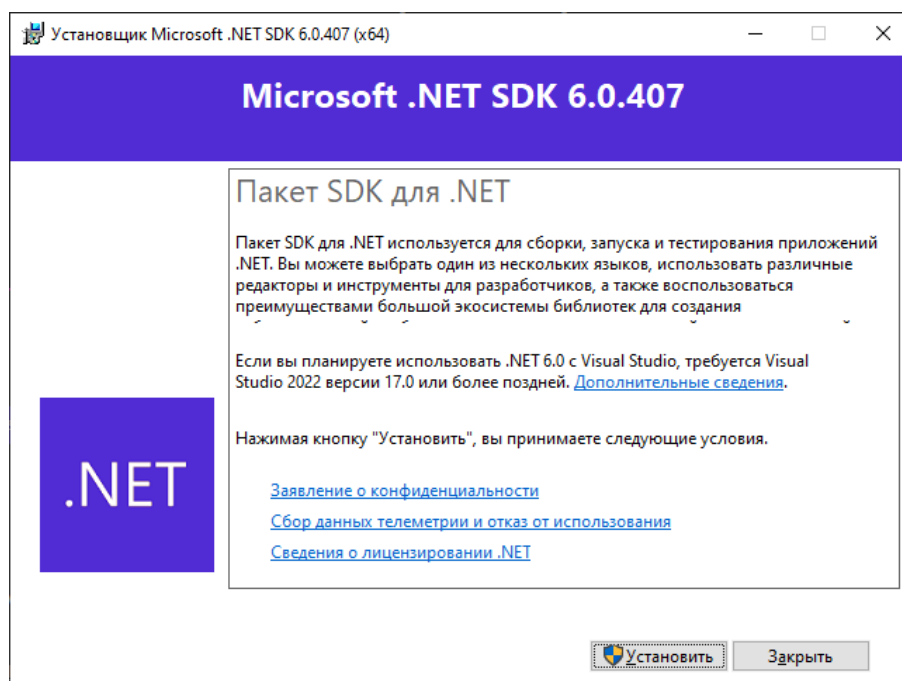 Установщик Microsoft .NET SDK 6.0.407 (x64)
Microsoft .NET SDK 6.0.407
Пакет SDK для .NET
Пакет SDK для .NET используется для сборки, запуска и тестирования приложений
.NET. Вы можете выбрать один из нескольких языков, использовать различные
редакторы и инструменты для разработчиков, а также воспользоваться
преимуществами большой экосистемы библиотек для создания
Если вы планируете использовать .NET 6.0 с Visual Studio, требуется Visual
Studio 2022 версии 17.0 или более поздней. Дополнительные сведения.
Нажимая кнопку "Установить", вы принимаете следующие условия.
.NET
Заявление о конфиденциальности
Сбор данных телеметрии и отказ от использования
Сведения о лицензировании .NET
Установить
Закрыть